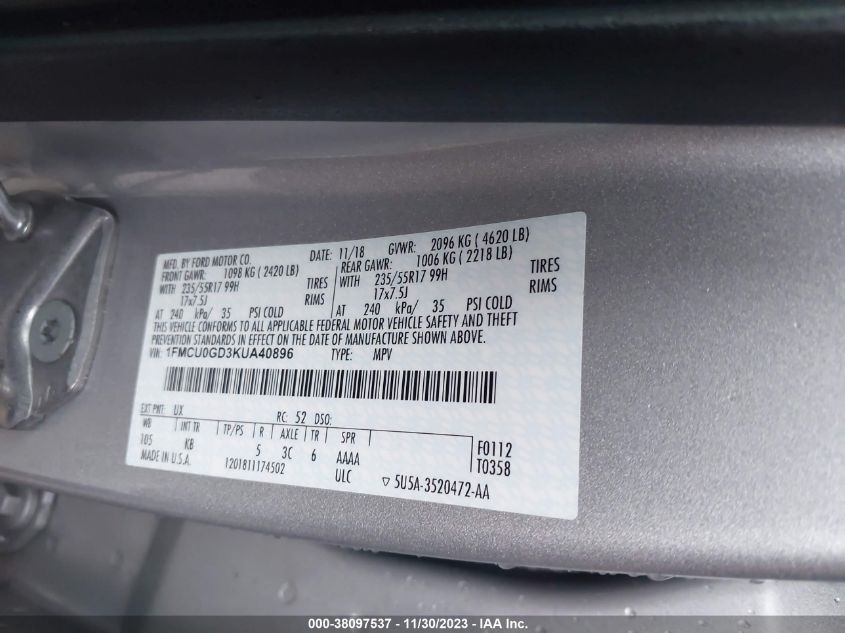 MFD. BY FORD MOTOR CO. DATE: 11/18 GVWR: 2096 KG ( 4620 LB)
FRONT GAWR: 1098 KG ( 2420 LB) REAR GAWR: 1006 KG ( 2218 LB)
WITH 235/55R17 99H TIRES WITH 235/55R17 99H TIRES
17x7.5J RIMS 17x7.5J RIMS
AT 240 kPa/ 35 PSI COLD AT 240 kPa/ 35 PSI COLD
THIS VEHICLE CONFORMS TO ALL APPLICABLE FEDERAL MOTOR VEHICLE SAFETY AND THEFT
PREVENTION STANDARDS IN EFFECT ON THE DATE OF MANUFACTURE SHOWN ABOVE.
VIN: 1FMCU0GD3KUA40896 TYPE: MPV
EXT PNT: UX RC: 52 DSO:
WB INT TR TP/PS R AXLE TR SPR F0112
105 KB 5 3C 6 AAAA T0358
MADE IN U.S.A. 1201811174502 ULC 5U5A-3520472-AA
000-38097537 - 11/30/2023 - IAA Inc.